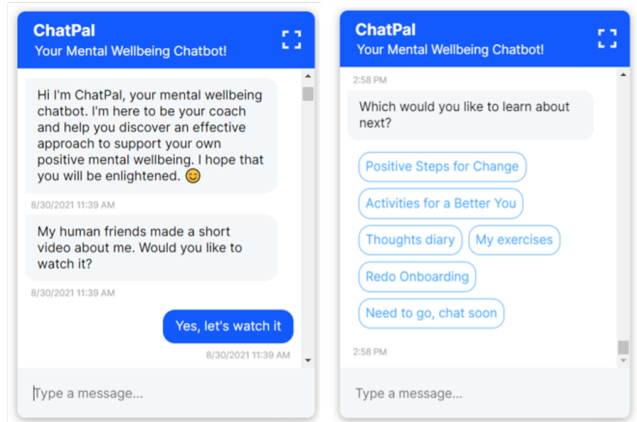 ChatPal
Your Mental Wellbeing Chatbot!
Hi I'm ChatPal, your mental wellbeing
chatbot. I'm here to be your coach
and help you discover an effective
approach to support your own
positive mental wellbeing. I hope that
you will be enlightened. 😊
8/30/2021 11:39 AM
My human friends made a short
video about me. Would you like to
watch it?
8/30/2021 11:39 AM
Yes, let's watch it
8/30/2021 11:39 AM
Type a message...
ChatPal
Your Mental Wellbeing Chatbot!
2:58 PM
Which would you like to learn about
next?
Positive Steps for Change
Activities for a Better You
Thoughts diary
My exercises
Redo Onboarding
Need to go, chat soon
2:58 PM
Type a message...